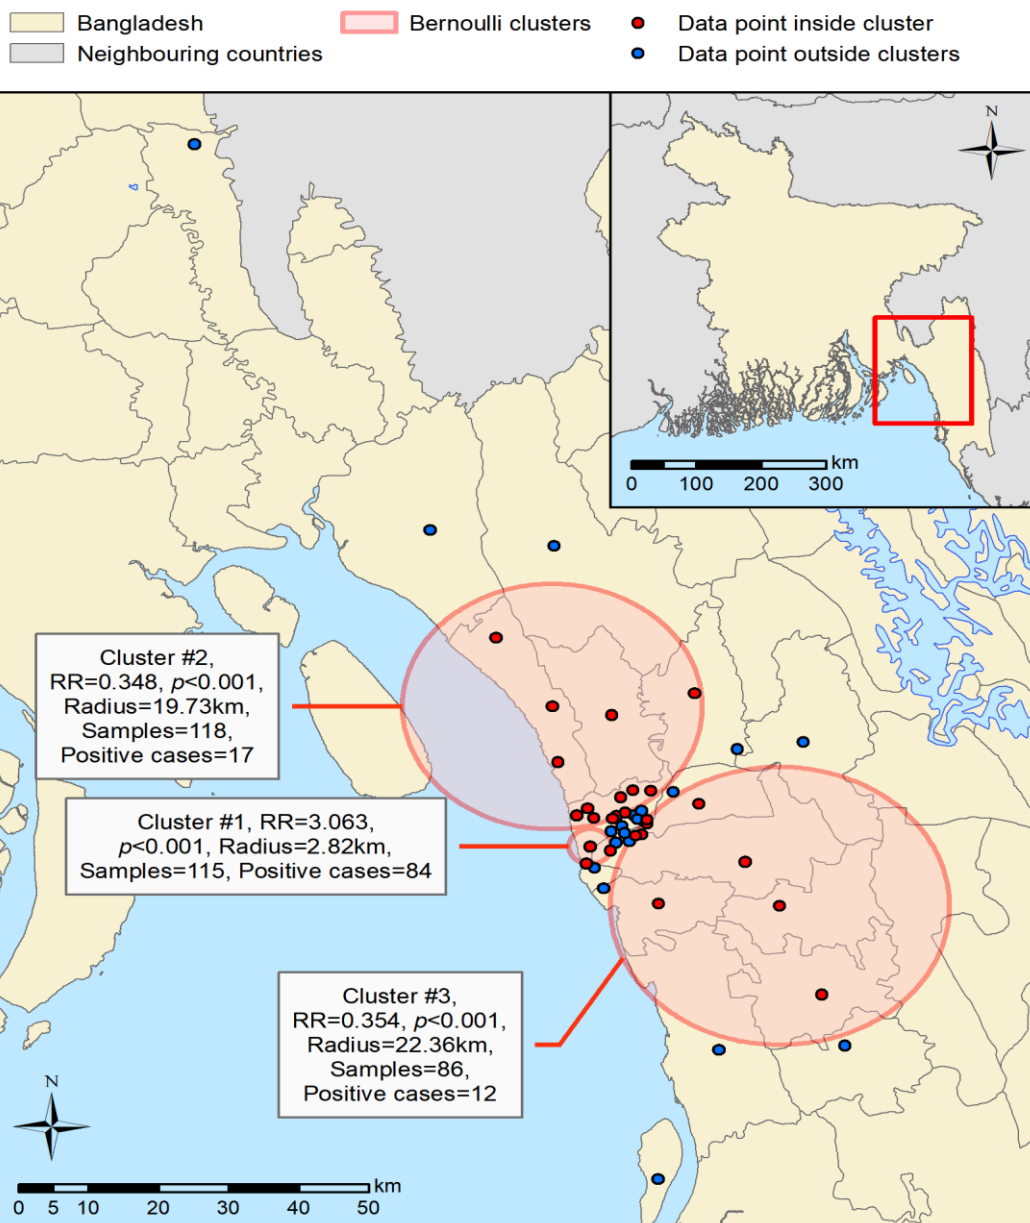 Bangladesh
Neighbouring countries
Bernoulli clusters
Data point inside cluster
Data point outside clusters
N
km
0 100 200 300
Cluster #2,
RR=0.348, p<0.001,
Radius=19.73km,
Samples=118,
Positive cases=17
Cluster #1, RR=3.063,
p<0.001, Radius=2.82km,
Samples=115, Positive cases=84
Cluster #3,
RR=0.354, p<0.001,
Radius=22.36km,
Samples=86,
Positive cases=12
N
km
0 5 10 20 30 40 50